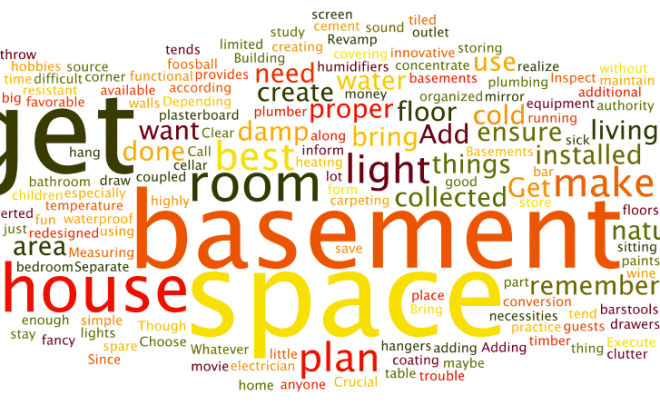 screen
cement sound tiled
study Revamp outlet
throw tends limited creating
Building covering innovative storing
hobbies source foosball need humidifiers concentrate use realize without
time difficult corner functional provides water basements plumbing Inspect maintain
resistant available according create money organized mirror additional
big favorable walls Depending plumber proper floor cold equipment authority
plasterboard running
get want Clear damp along bring Add ensure sick living
hang done Call best inform light things Basements installed
cellar heating bar
bathroom draw coupled room lot good Get make
children especially form collected store
temperature highly carpeting floors
erted fun waterproof basement natu
just redesigned using
area Measuring save sitting
bedroom Separate paints
house space part remember wine
place conversion
Bring necessities tend barstools
enough simple Though practice guests drawers
stay lights
fancy spare Choose hangers adding Adding timber thing Execute
Since Whatever little plan coating maybe clutter
movie electrician table trouble
home anyone Crucial